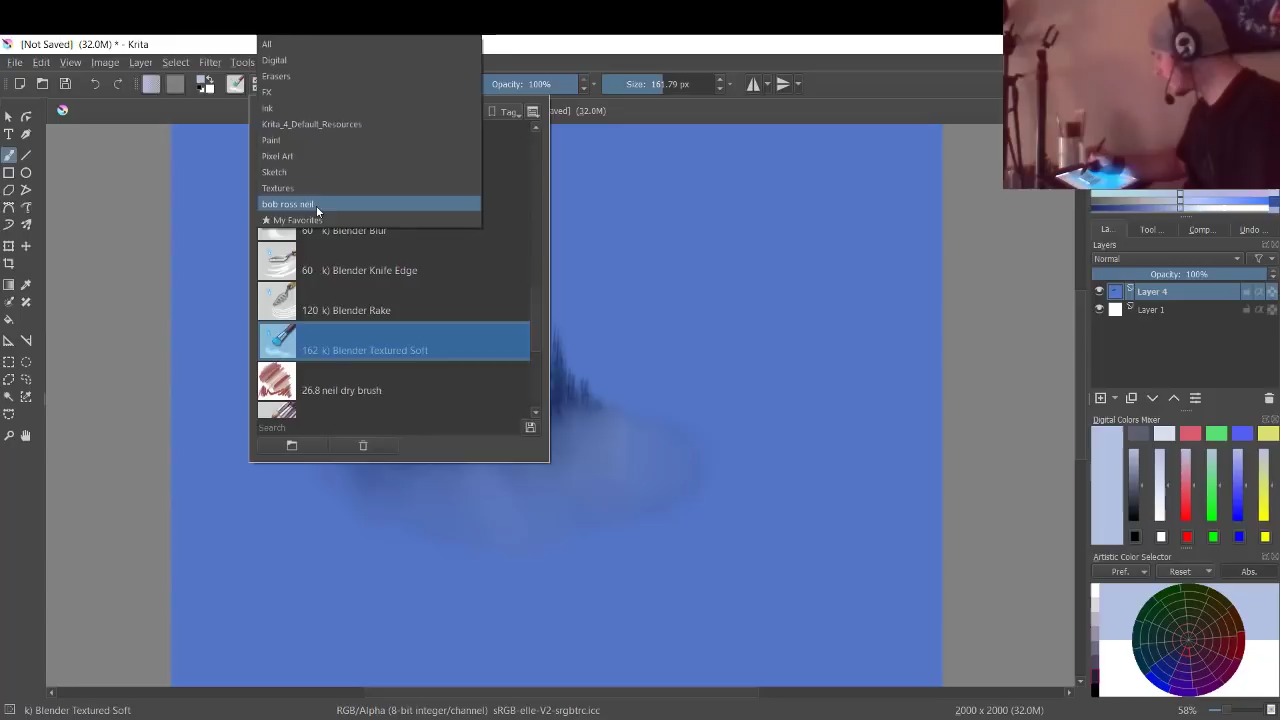 [Not Saved] (32.0M) * - Krita
File Edit View Image Layer Select Filter Tools
Opacity: 100% Size: 161.79 px
All
Digital
Erasers
FX
Ink
Krita_4_Default_Resources
Paint
Pixel Art
Sketch
Textures
bob ross neil
My Favorites
Tag
ed] (32.0M)
60 k) Blender Blur
60 k) Blender Knife Edge
120 k) Blender Rake
162 k) Blender Textured Soft
26.8 neil dry brush
Search
La... Tool ... Comp... Undo ...
Layers
Normal
Opacity: 100%
Layer 4
Layer 1
Digital Colors Mixer
Artistic Color Selector
Pref. Reset Abs.
k) Blender Textured Soft
RGB/Alpha (8-bit integer/channel) sRGB-elle-V2-srgbtrc.icc
2000 x 2000 (32.0M)
58%